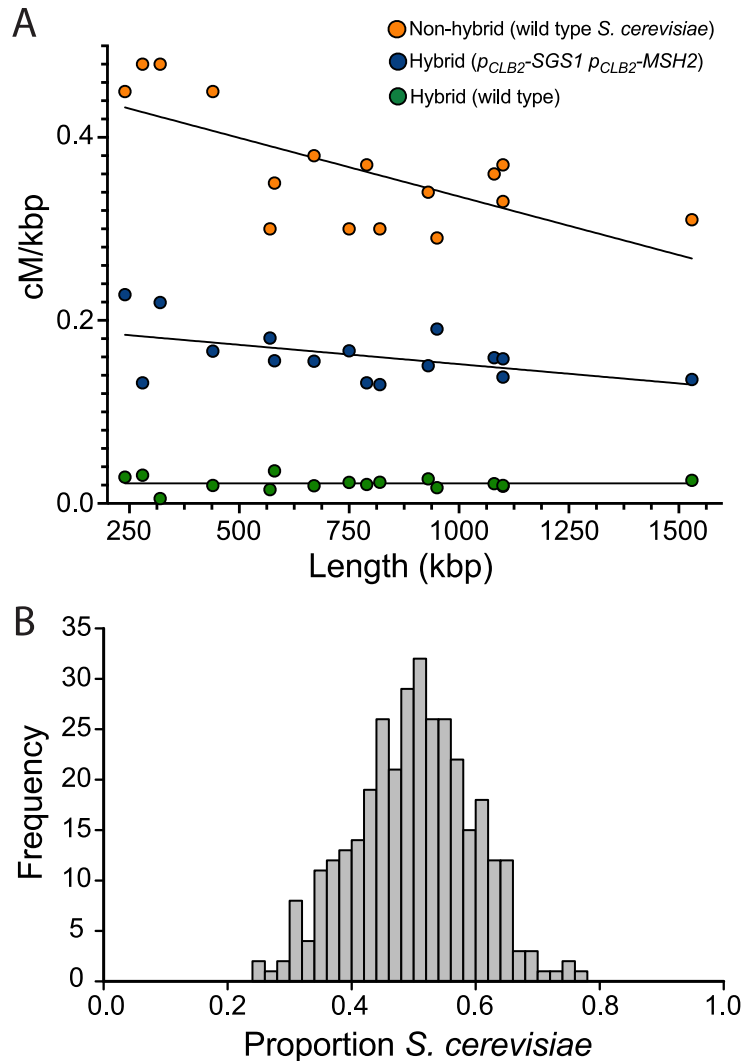 A
Non-hybrid (wild type S. cerevisiae)
Hybrid (pCLB2-SGS1 pCLB2-MSH2)
Hybrid (wild type)
0.4
0.2
0.0
cM/kbp
250 500 750 1000 1250 1500
Length (kbp)
B
35
30
25
20
15
10
5
0
Frequency
0.0 0.2 0.4 0.6 0.8 1.0
Proportion S. cerevisiae